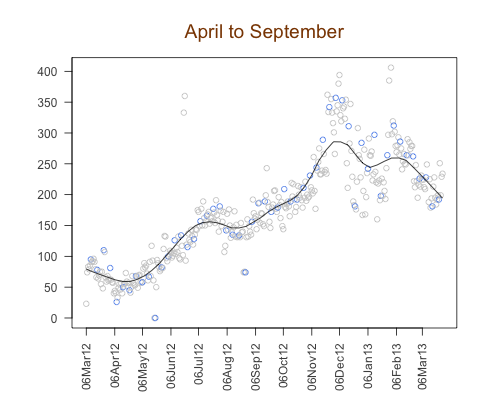 April to September
400
350
300
250
200
150
100
50
0
06Mar12
06Apr12
06May12
06Jun12
06Jul12
06Aug12
06Sep12
06Oct12
06Nov12
06Dec12
06Jan13
06Feb13
06Mar13